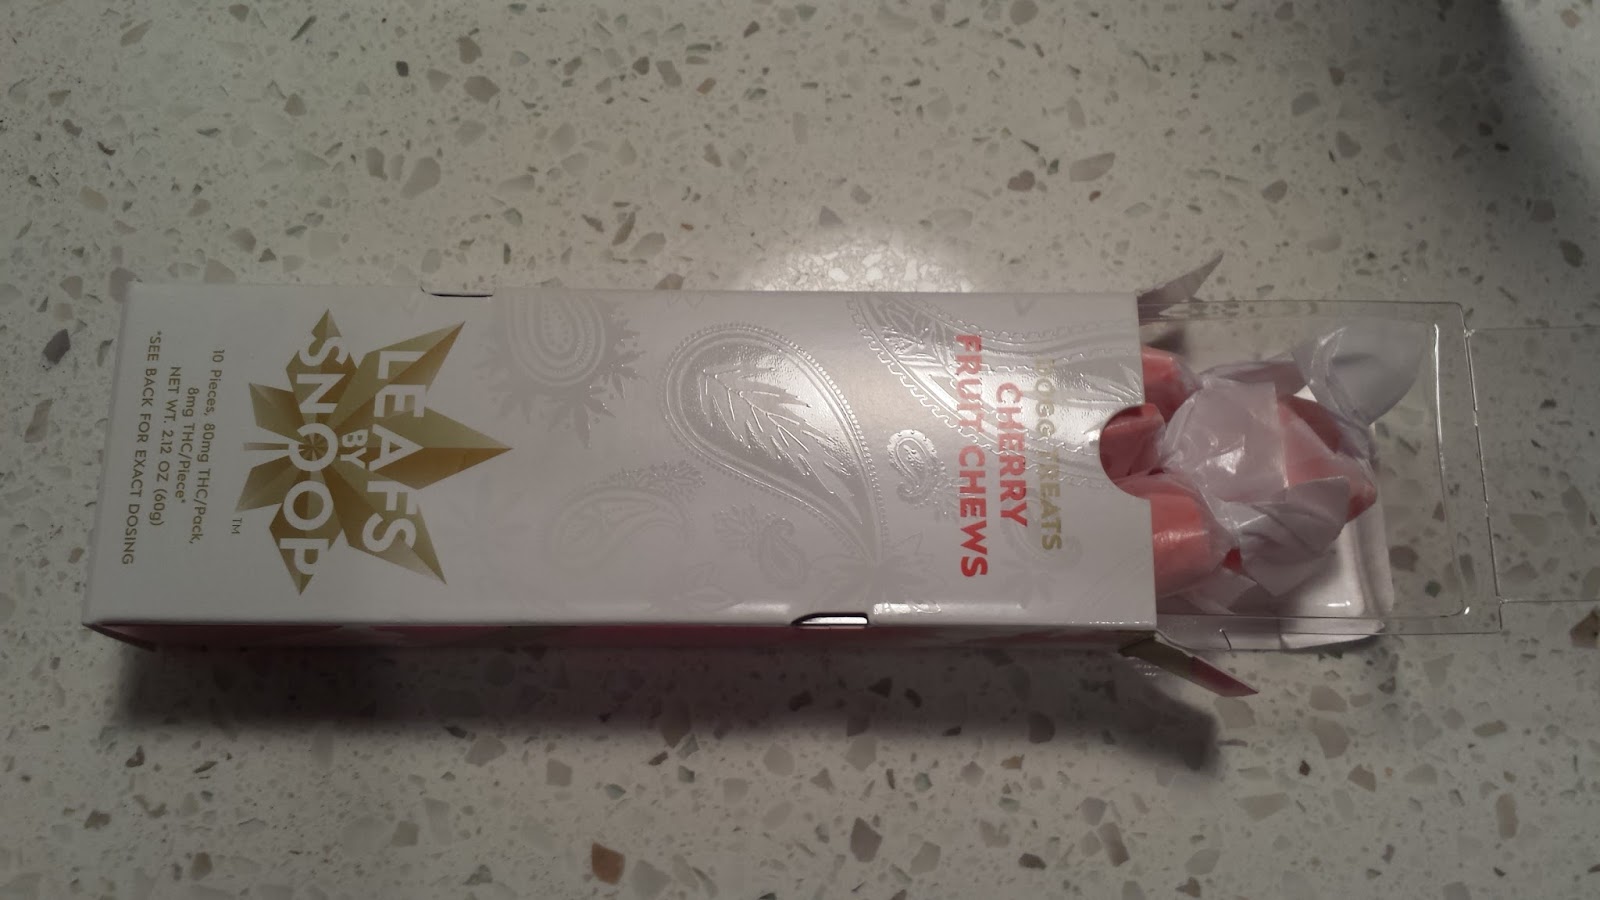 DOGG TREATS
CHERRY
FRUIT CHEWS
LEAFS
BY
SNOOP
TM
10 Pieces, 80mg THC/Pack,
8mg THC/Piece*
NET WT. 2.12 OZ (60g)
*SEE BACK FOR EXACT DOSING